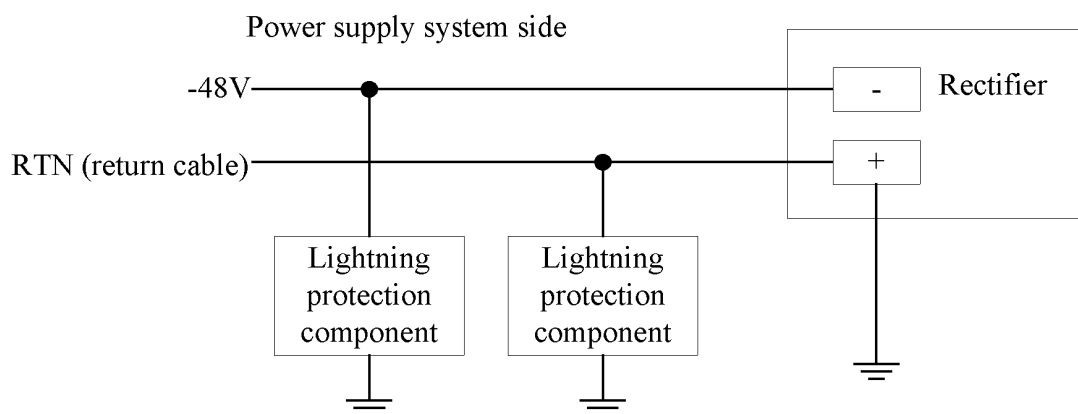 Power supply system side
-48V
-
Rectifier
RTN (return cable)
+
Lightning
protection
component
Lightning
protection
component